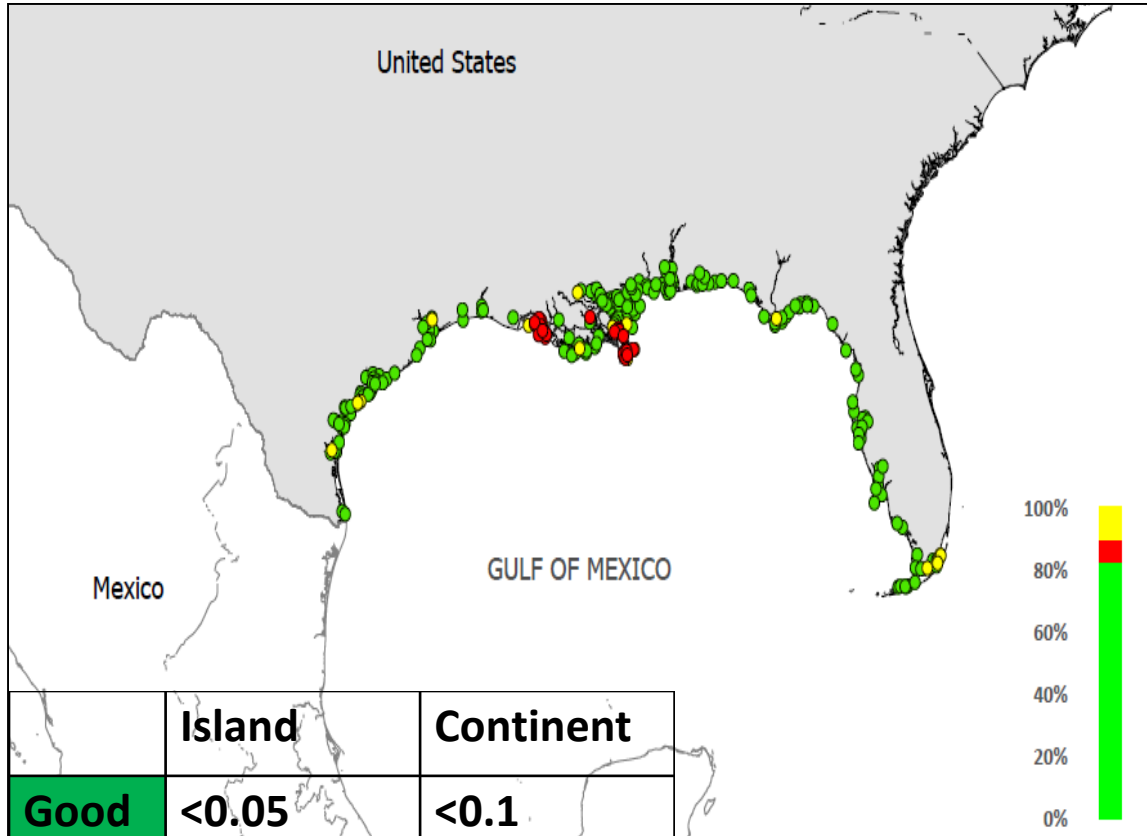 United States
GULF OF MEXICO
Mexico
100%
80%
60%
40%
20%
0%
Island Continent
Good <0.05 <0.1